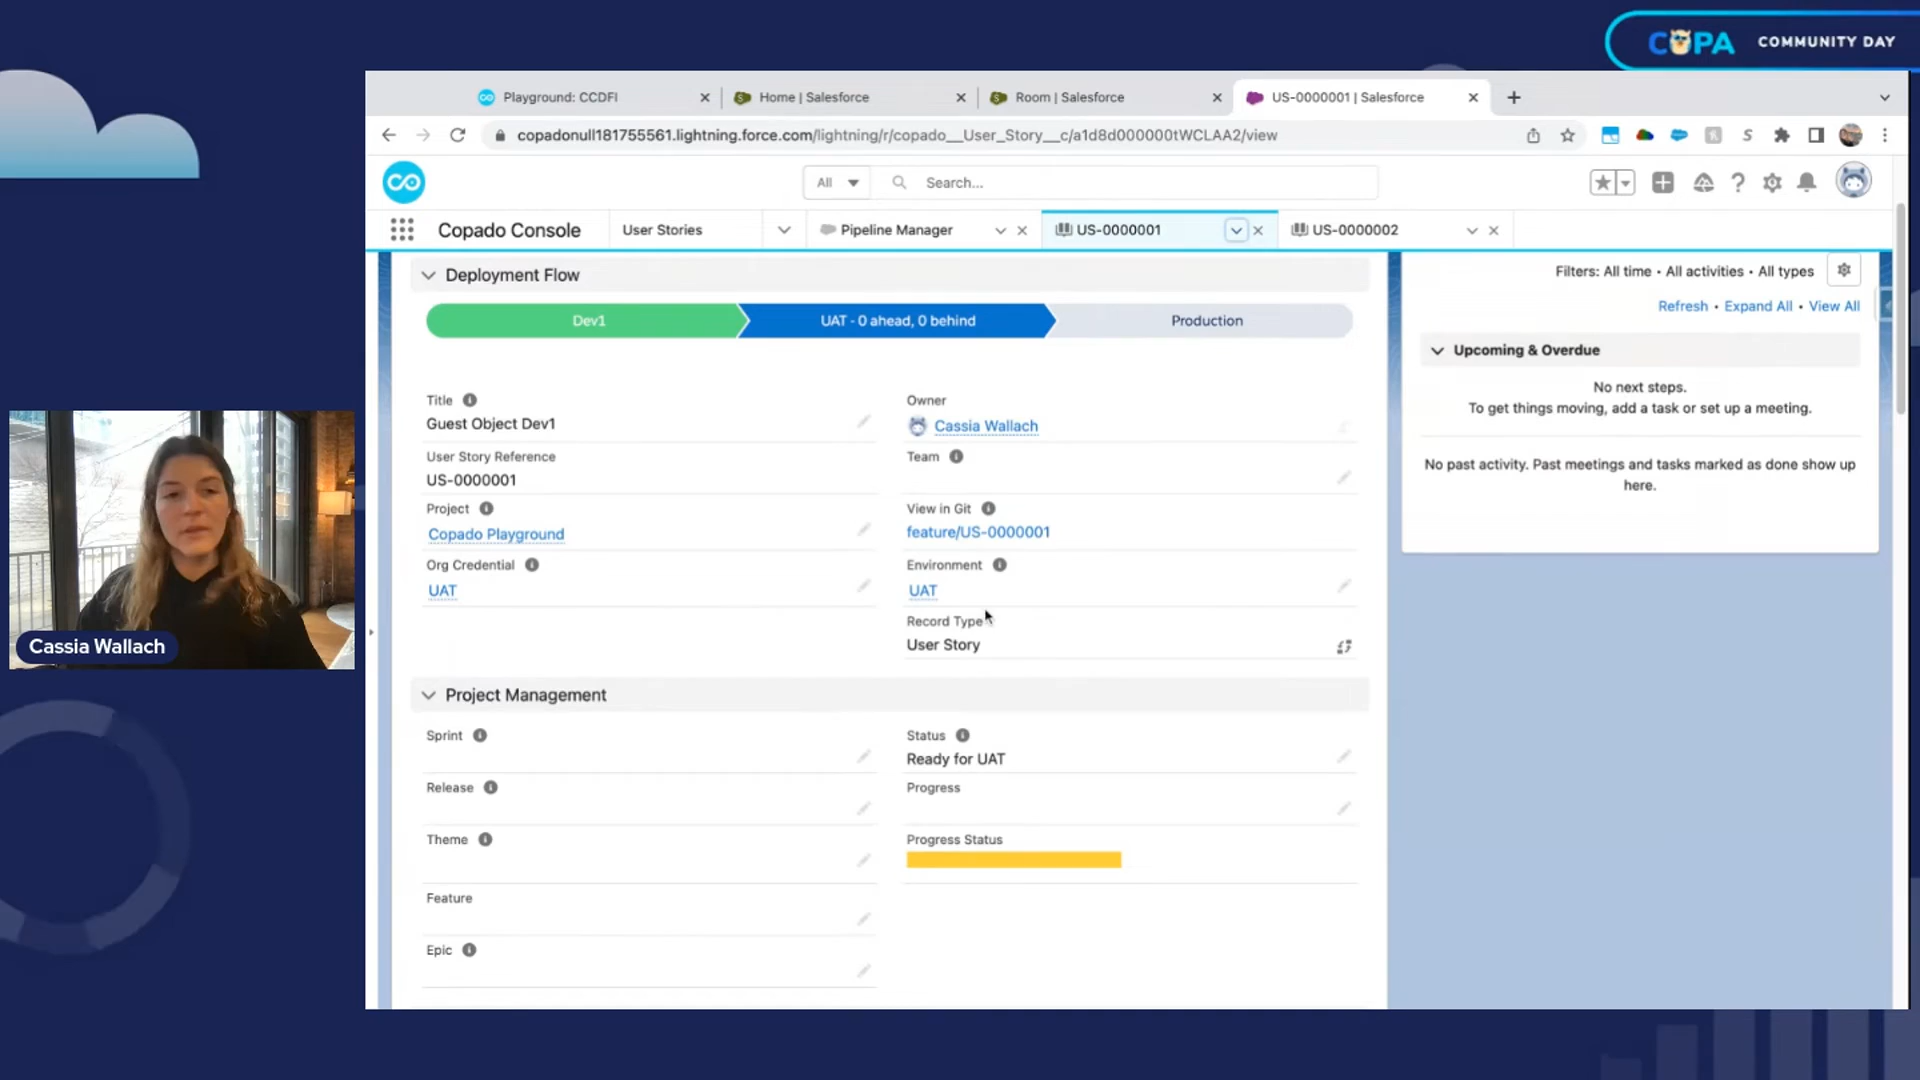 COPA COMMUNITY DAY
Playground: CCDFI
Home | Salesforce
Room | Salesforce
US-0000001 | Salesforce
copadonull181755561.lightning.force.com/lightning/r/copado__User_Story__c/a1d8d000000tWCLAA2/view
All
Search...
Copado Console
User Stories
Pipeline Manager
US-0000001
US-0000002
Deployment Flow
Dev1
UAT - 0 ahead, 0 behind
Production
Title
Guest Object Dev1
Owner
Cassia Wallach
User Story Reference
US-0000001
Team
Project
Copado Playground
View in Git
feature/US-0000001
Org Credential
UAT
Environment
UAT
Record Type
User Story
Project Management
Sprint
Status
Ready for UAT
Release
Progress
Theme
Progress Status
Feature
Epic
Filters: All time • All activities • All types
Refresh • Expand All • View All
Upcoming & Overdue
No next steps.
To get things moving, add a task or set up a meeting.
No past activity. Past meetings and tasks marked as done show up
here.
Cassia Wallach